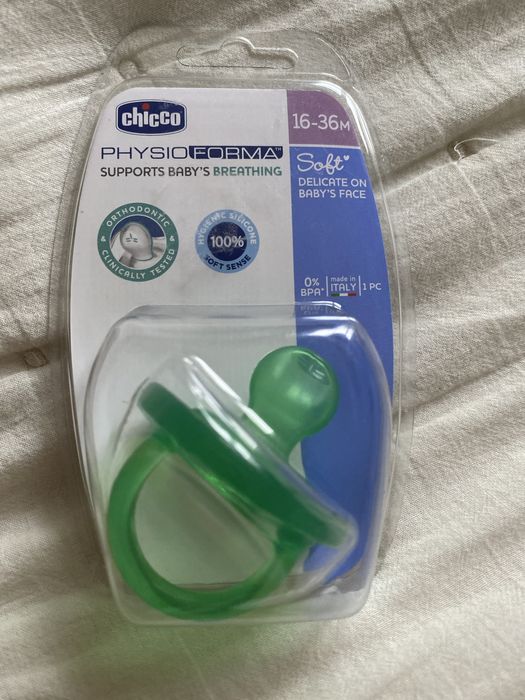 chicco
16-36M
PHYSIOFORMA™
SUPPORTS BABY'S BREATHING
Soft
DELICATE ON
BABY'S FACE
ORTHODONTIC
CLINICALLY TESTED
HYGIENIC SILICONE
100%
SOFT SENSE
0%
BPA*
made in
ITALY
1 PC